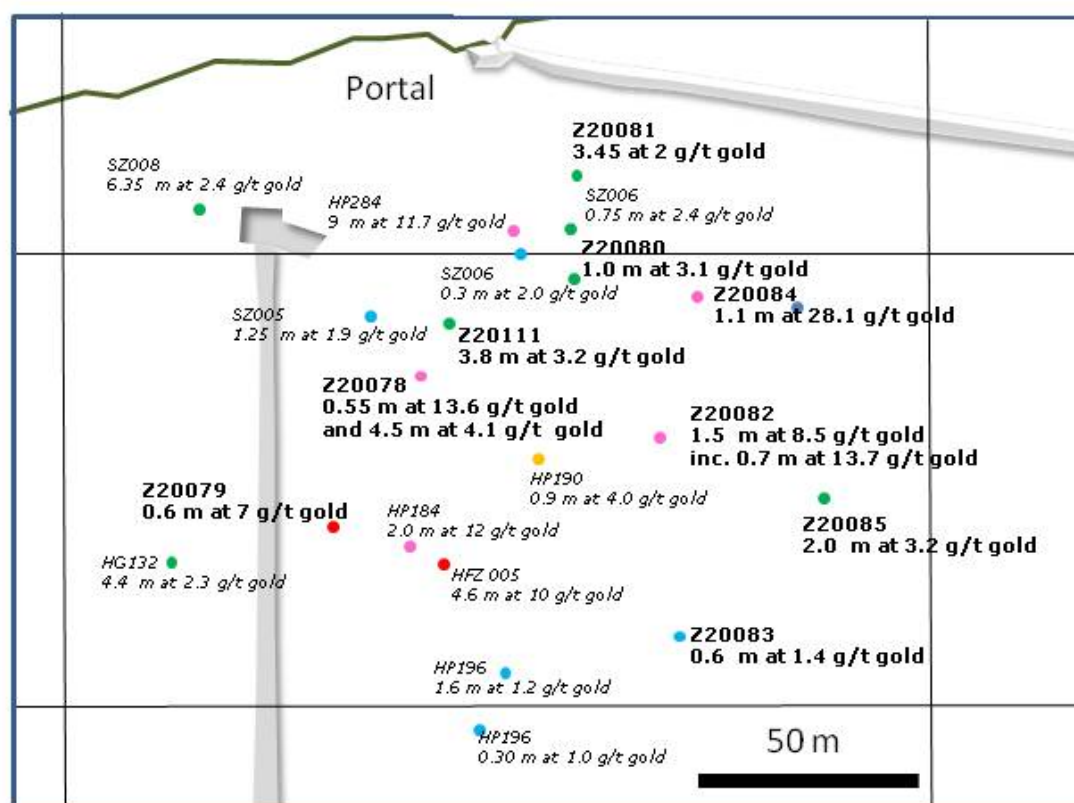 Portal
Z20081
3.45 at 2 g/t gold
SZ008
6.35 m at 2.4 g/t gold
SZ006
0.75 m at 2.4 g/t gold
HP284
9 m at 11.7 g/t gold
Z20080
1.0 m at 3.1 g/t gold
SZ006
0.3 m at 2.0 g/t gold
Z20084
1.1 m at 28.1 g/t gold
SZ005
1.25 m at 1.9 g/t gold
Z20111
3.8 m at 3.2 g/t gold
Z20078
0.55 m at 13.6 g/t gold
and 4.5 m at 4.1 g/t gold
Z20082
1.5 m at 8.5 g/t gold
inc. 0.7 m at 13.7 g/t gold
HP190
0.9 m at 4.0 g/t gold
Z20079
0.6 m at 7 g/t gold
HP184
2.0 m at 12 g/t gold
Z20085
2.0 m at 3.2 g/t gold
HG132
4.4 m at 2.3 g/t gold
HFZ 005
4.6 m at 10 g/t gold
Z20083
0.6 m at 1.4 g/t gold
HP196
1.6 m at 1.2 g/t gold
HP196
0.30 m at 1.0 g/t gold
50 m